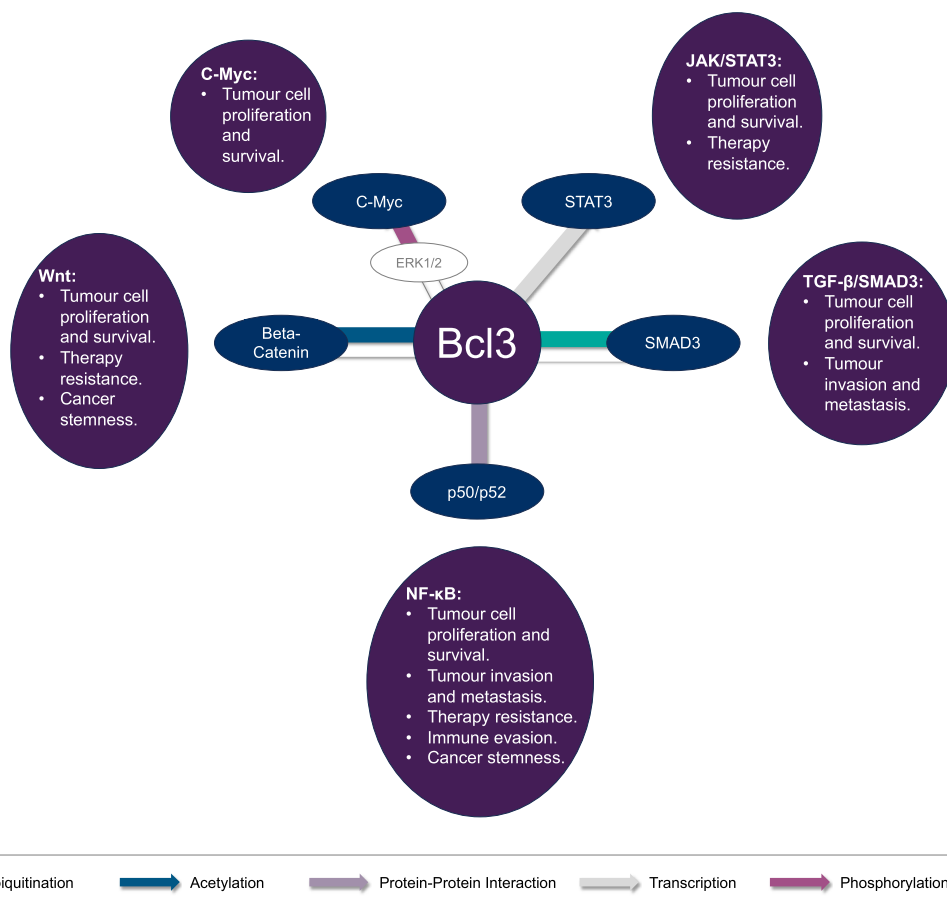 C-Myc:
• Tumour cell
proliferation
and
survival.
JAK/STAT3:
• Tumour cell
proliferation
and survival.
• Therapy
resistance.
C-Myc
STAT3
ERK1/2
Wnt:
• Tumour cell
proliferation
and survival.
• Therapy
resistance.
• Cancer
stemness.
Beta-
Catenin
Bcl3
SMAD3
TGF-β/SMAD3:
• Tumour cell
proliferation
and survival.
• Tumour
invasion and
metastasis.
p50/p52
NF-κB:
• Tumour cell
proliferation and
survival.
• Tumour invasion
and metastasis.
• Therapy resistance.
• Immune evasion.
• Cancer stemness.
biquitination Acetylation Protein-Protein Interaction Transcription Phosphorylation